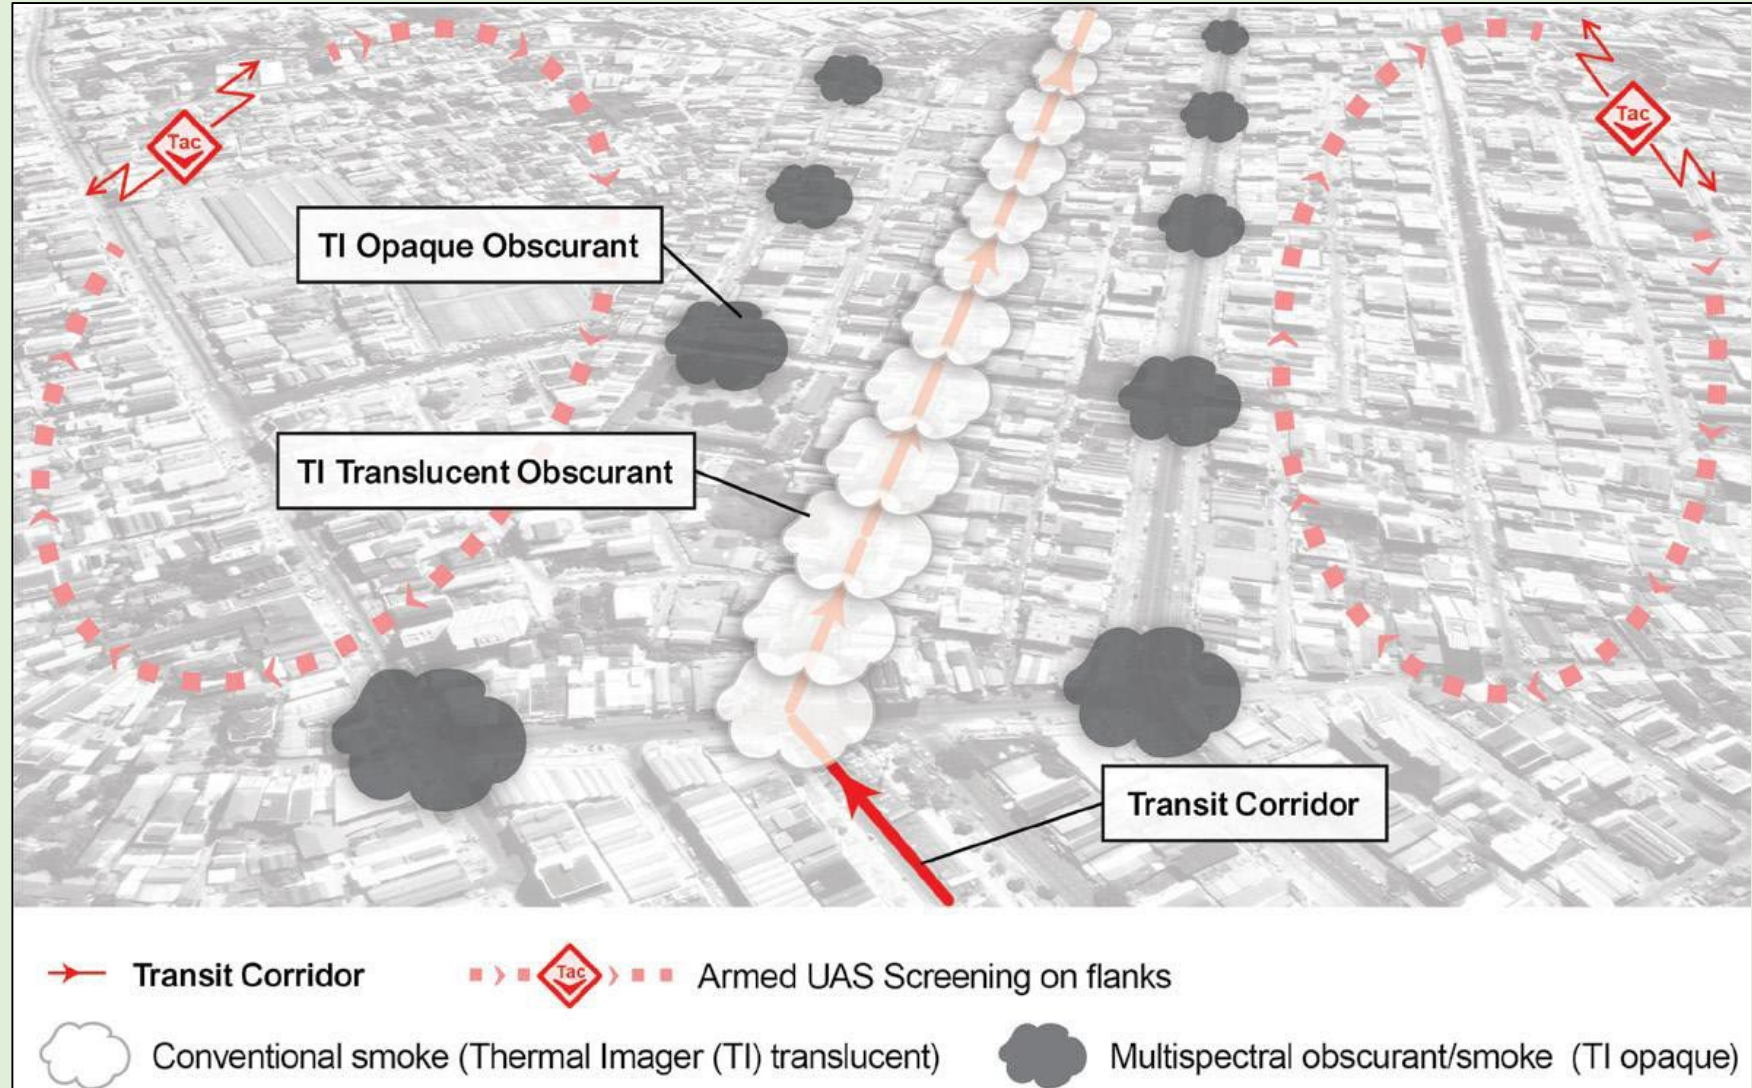 Tac
Tac
TI Opaque Obscurant
TI Translucent Obscurant
Transit Corridor
Transit Corridor
Tac
Armed UAS Screening on flanks
Conventional smoke (Thermal Imager (TI) translucent)
Multispectral obscurant/smoke (TI opaque)